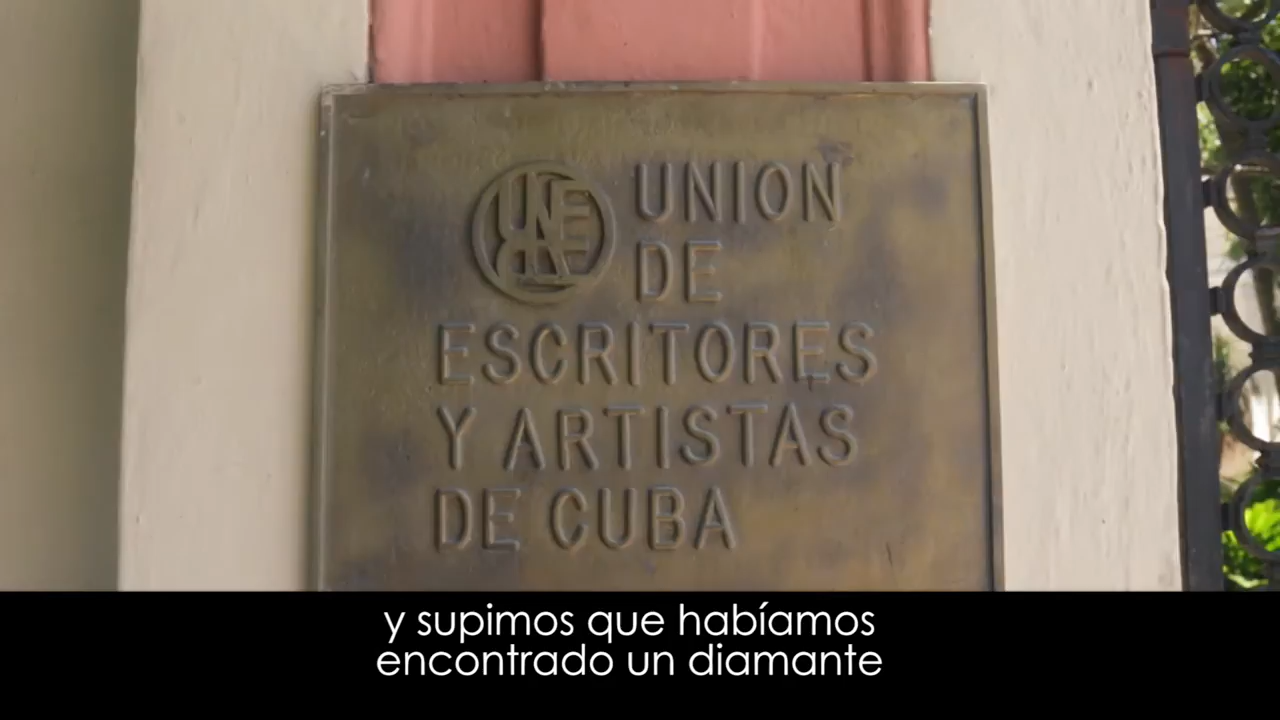 UNION
DE
ESCRITORES
Y ARTISTAS
DE CUBA
y supimos que habíamos
encontrado un diamante